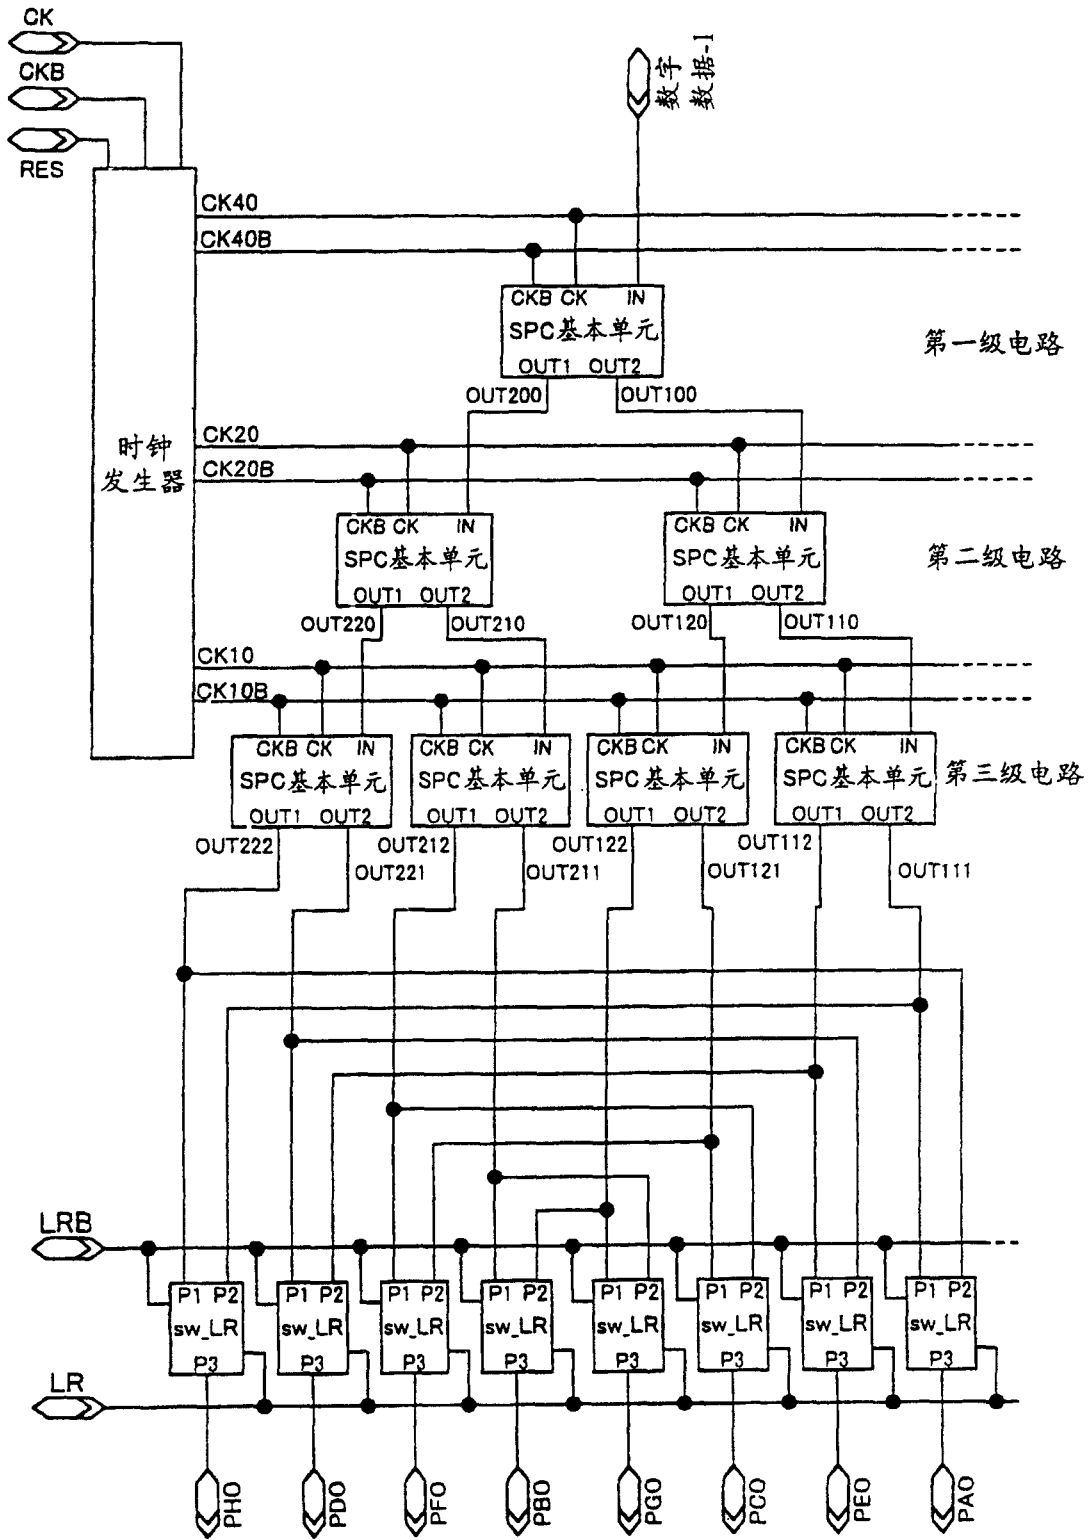 CK
CKB
RES
数字
数据-1
CK40
CK40B
CKB CK IN
SPC基本单元
OUT1 OUT2
第一级电路
OUT200 OUT100
时钟
发生器
CK20
CK20B
CKB CK IN CKB CK IN
SPC基本单元 SPC基本单元
OUT1 OUT2 OUT1 OUT2
第二级电路
OUT220 OUT210 OUT120 OUT110
CK10
CK10B
CKB CK IN CKB CK IN CKB CK IN CKB CK IN
SPC基本单元 SPC基本单元 SPC基本单元 SPC基本单元
第三级电路
OUT1 OUT2 OUT1 OUT2 OUT1 OUT2 OUT1 OUT2
OUT222 OUT212 OUT122 OUT112
OUT221 OUT211 OUT121 OUT111
LRB
P1 P2 P1 P2 P1 P2 P1 P2 P1 P2 P1 P2 P1 P2 P1 P2
sw_LR sw_LR sw_LR sw_LR sw_LR sw_LR sw_LR sw_LR
P3 P3 P3 P3 P3 P3 P3 P3
LR
PHO PDO PFO PBO PGO PCO PEO PAO